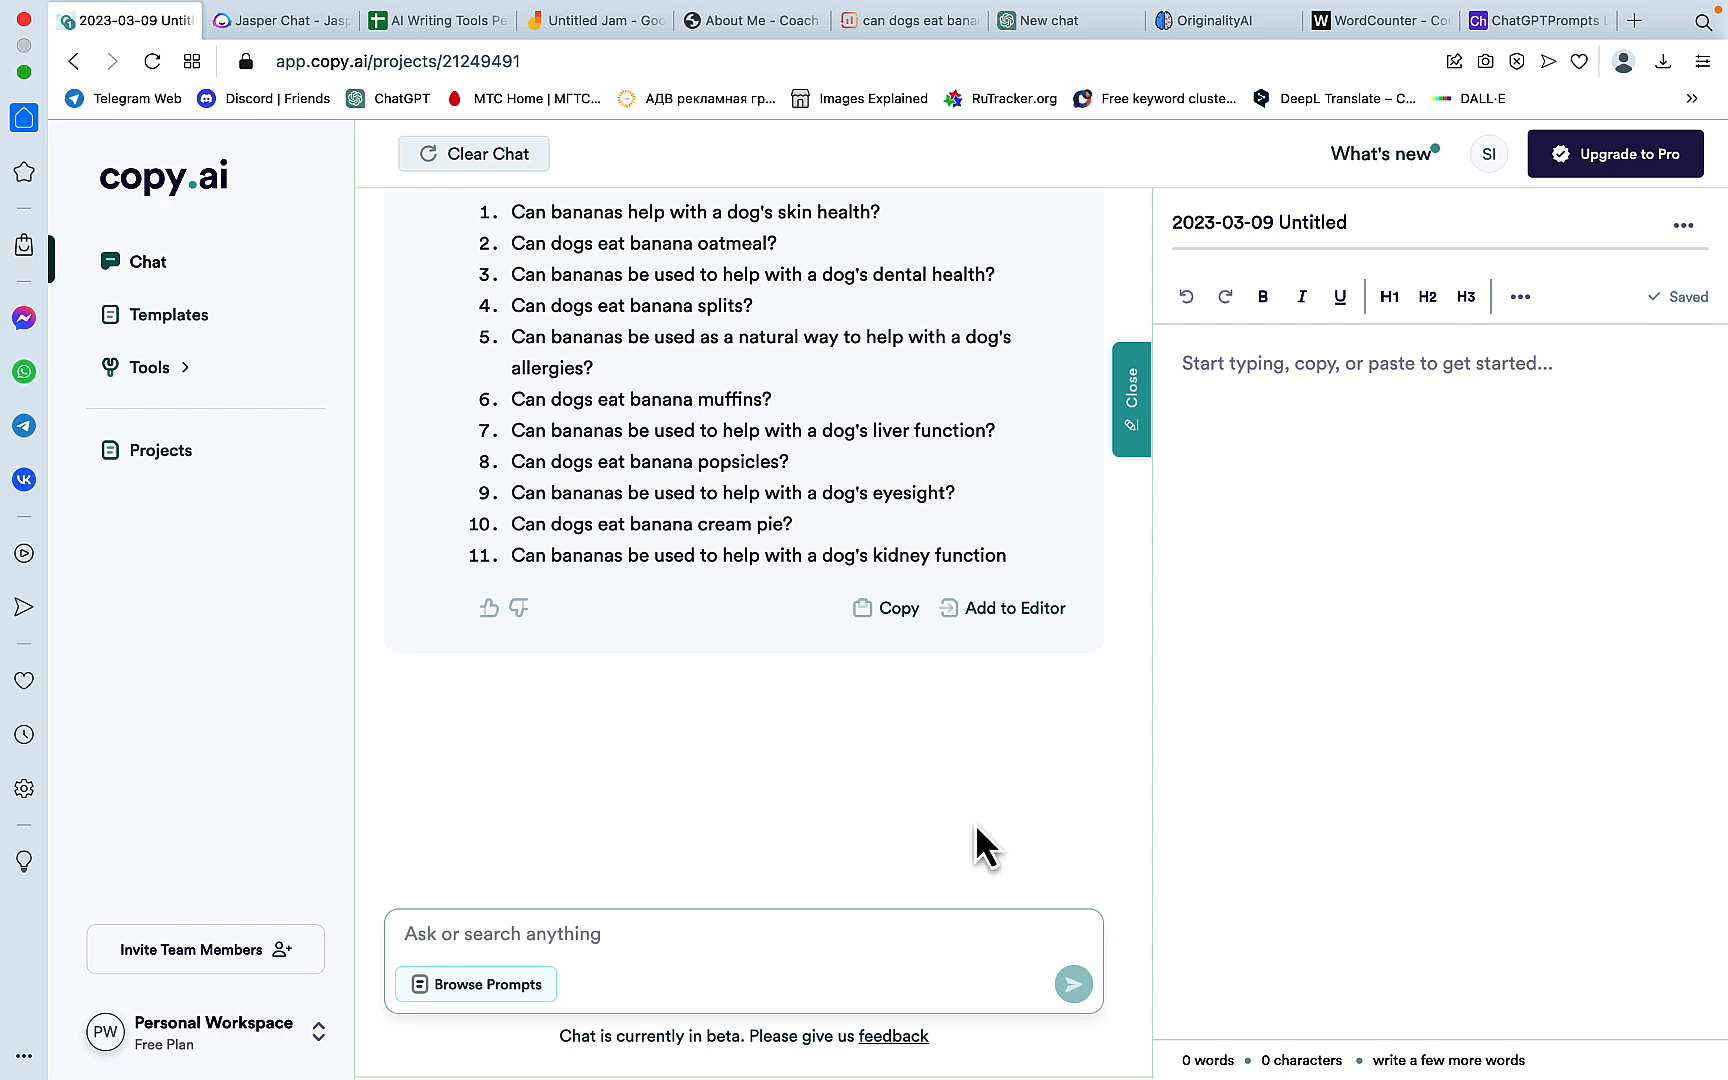 2023-03-09 Untitl
Jasper Chat - Jasp
AI Writing Tools Pe
Untitled Jam - Goo
About Me - Coach
can dogs eat bana
New chat
OriginalityAI
WordCounter - Co
ChatGPTPrompts
app.copy.ai/projects/21249491
Telegram Web
Discord | Friends
ChatGPT
МТС Home | МГТС...
АДВ рекламная гр...
Images Explained
RuTracker.org
Free keyword cluste...
DeepL Translate – C...
DALL·E
copy.ai
Chat
Templates
Tools
Projects
Invite Team Members
PW
Personal Workspace
Free Plan
Clear Chat
What's new
SI
Upgrade to Pro
1. Can bananas help with a dog's skin health?
2. Can dogs eat banana oatmeal?
3. Can bananas be used to help with a dog's dental health?
4. Can dogs eat banana splits?
5. Can bananas be used as a natural way to help with a dog's
allergies?
6. Can dogs eat banana muffins?
7. Can bananas be used to help with a dog's liver function?
8. Can dogs eat banana popsicles?
9. Can bananas be used to help with a dog's eyesight?
10. Can dogs eat banana cream pie?
11. Can bananas be used to help with a dog's kidney function
Copy
Add to Editor
Close
Ask or search anything
Browse Prompts
Chat is currently in beta. Please give us feedback
2023-03-09 Untitled
B I U H1 H2 H3
Saved
Start typing, copy, or paste to get started...
0 words • 0 characters • write a few more words